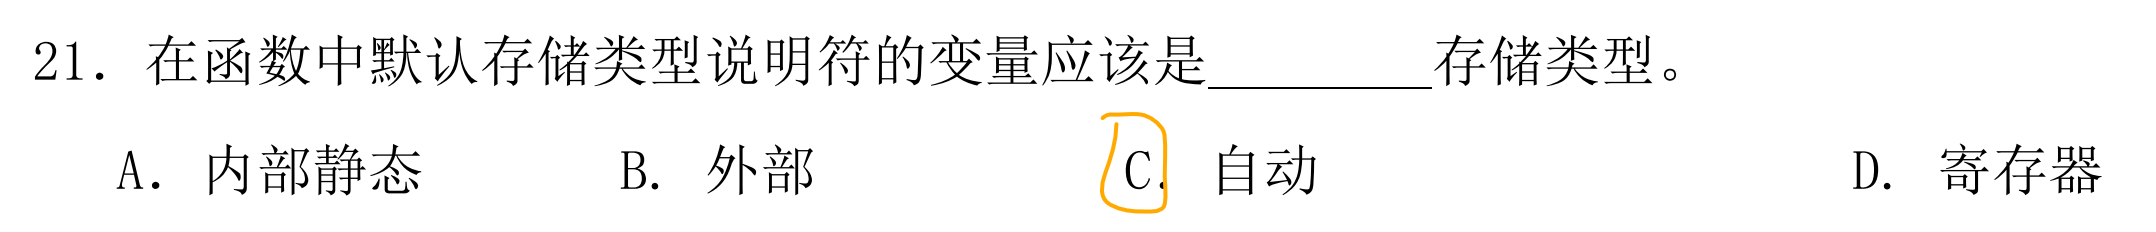 21. 在函数中默认存储类型说明符的变量应该是________存储类型。
A. 内部静态 B. 外部 C. 自动 D. 寄存器